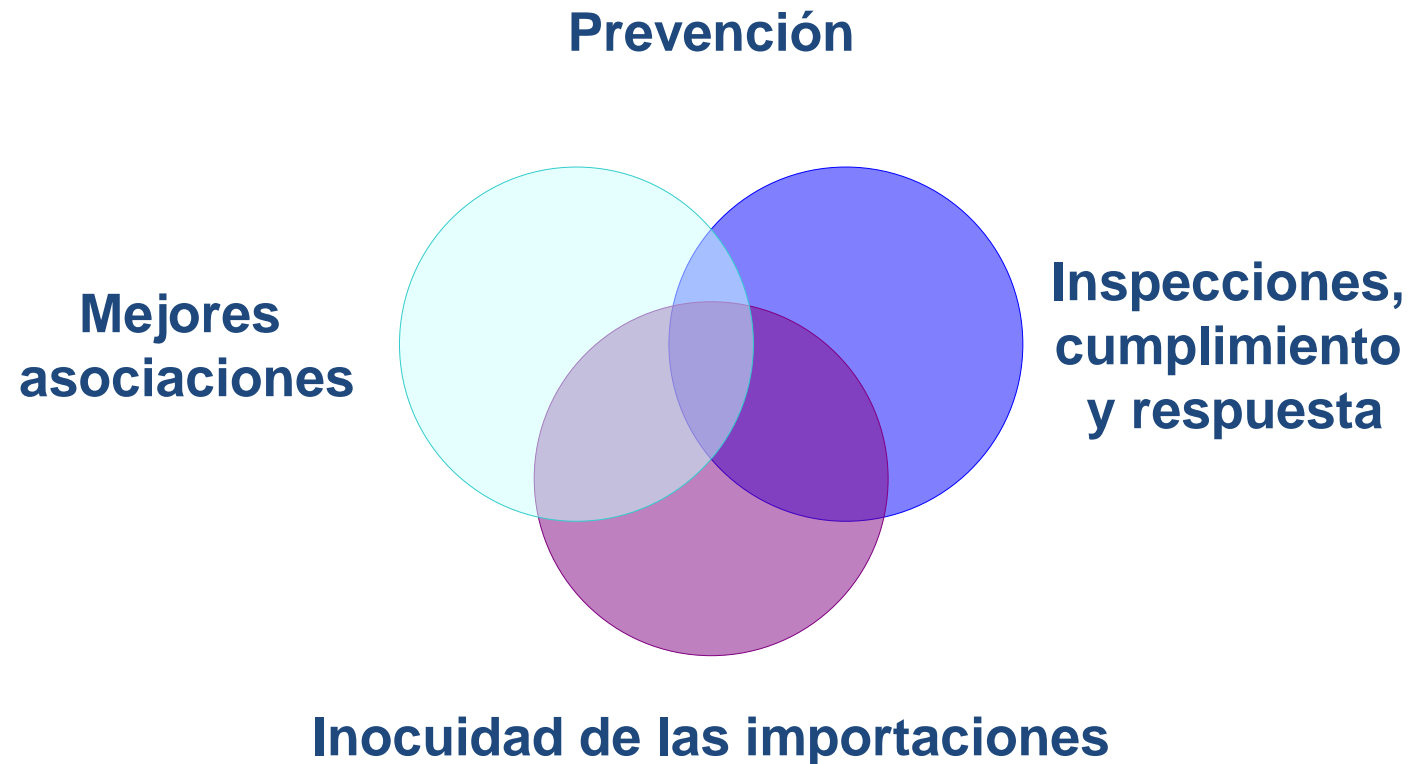 Prevención
Mejores
asociaciones
Inspecciones,
cumplimiento
y respuesta
Inocuidad de las importaciones